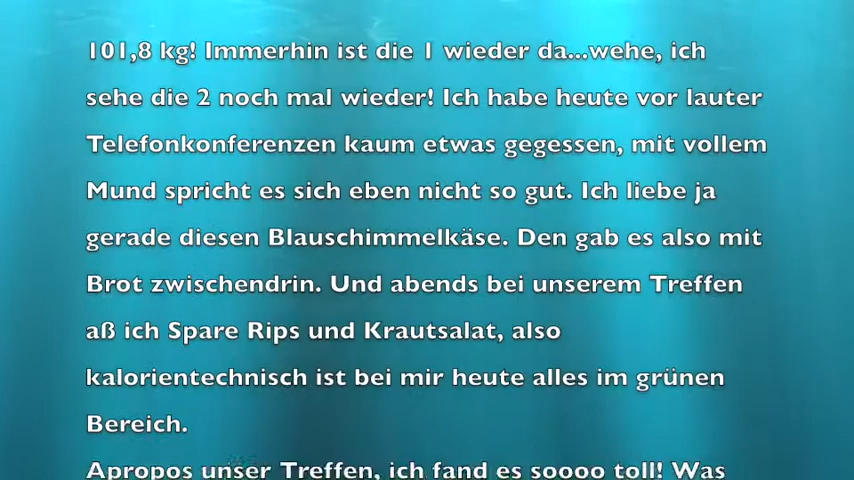 101,8 kg! Immerhin ist die 1 wieder da...wehe, ich
sehe die 2 noch mal wieder! Ich habe heute vor lauter
Telefonkonferenzen kaum etwas gegessen, mit vollem
Mund spricht es sich eben nicht so gut. Ich liebe ja
gerade diesen Blauschimmelkäse. Den gab es also mit
Brot zwischendrin. Und abends bei unserem Treffen
aß ich Spare Rips und Krautsalat, also
kalorientechnisch ist bei mir heute alles im grünen
Bereich.
Apropos unser Treffen, ich fand es soooo toll! Was